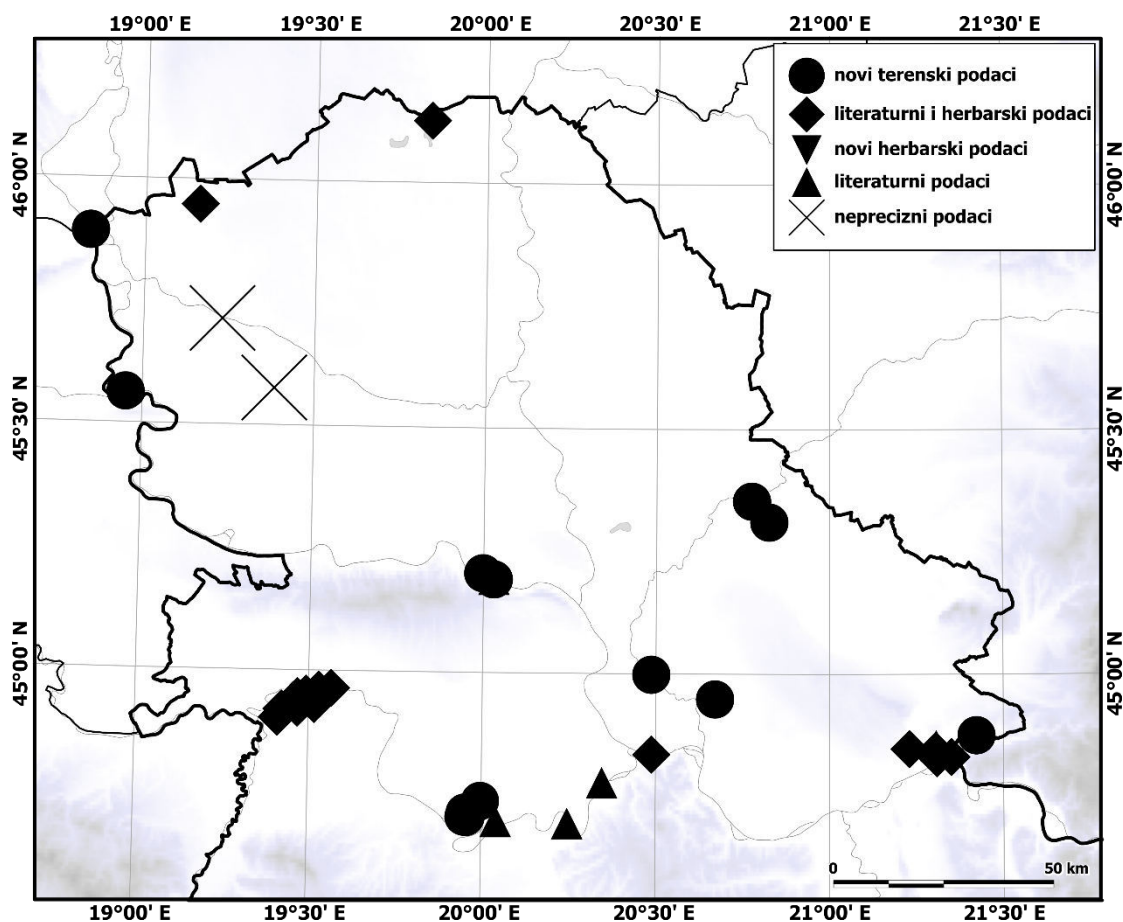 19°00' E 19°30' E 20°00' E 20°30' E 21°00' E 21°30' E
novi terenski podaci
literaturni i herbarski podaci
novi herbarski podaci
literaturni podaci
neprecizni podaci
46°00' N 46°00' N
45°30' N 45°30' N
45°00' N 45°00' N
0 50 km
19°00' E 19°30' E 20°00' E 20°30' E 21°00' E 21°30' E